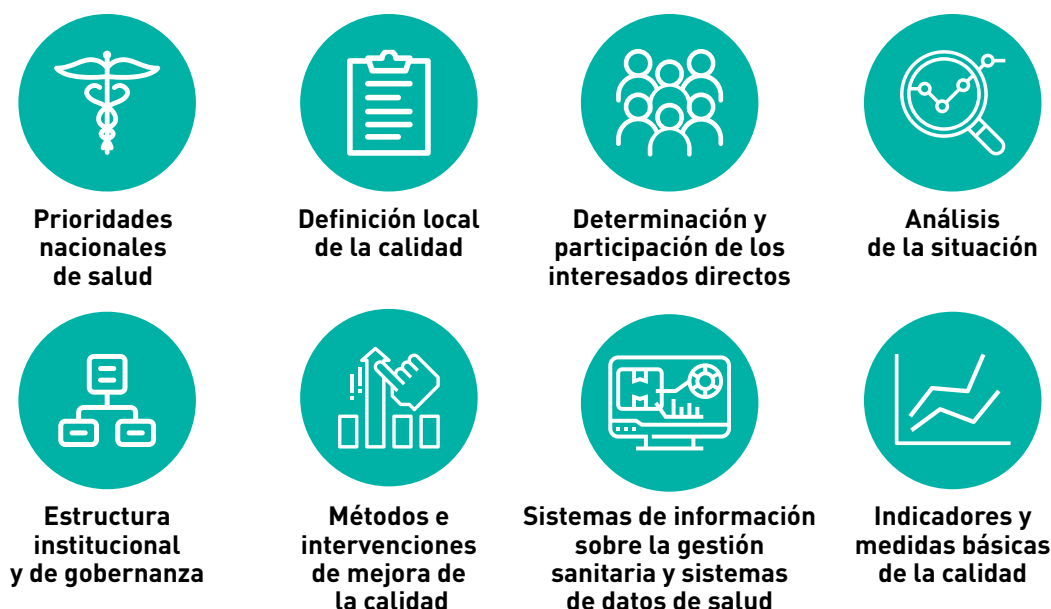 Prioridades
nacionales
de salud
Definición local
de la calidad
Determinación y
participación de los
interesados directos
Análisis
de la situación
Estructura
institucional
y de gobernanza
Métodos e
intervenciones
de mejora de
la calidad
Sistemas de información
sobre la gestión
sanitaria y sistemas
de datos de salud
Indicadores y
medidas básicas
de la calidad